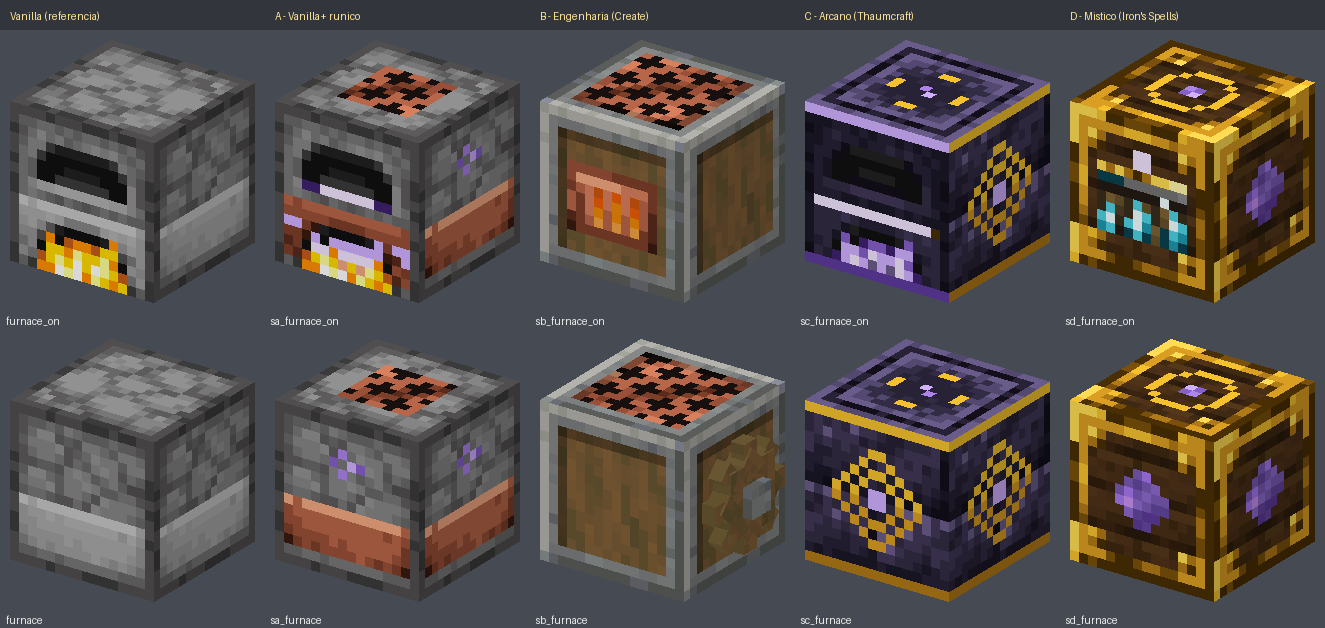 Vanilla (referencia)
A - Vanilla+ runico
B - Engenharia (Create)
C - Arcano (Thaumcraft)
D - Mistico (Iron's Spells)
furnace_on
sa_furnace_on
sb_furnace_on
sc_furnace_on
sd_furnace_on
furnace
sa_furnace
sb_furnace
sc_furnace
sd_furnace